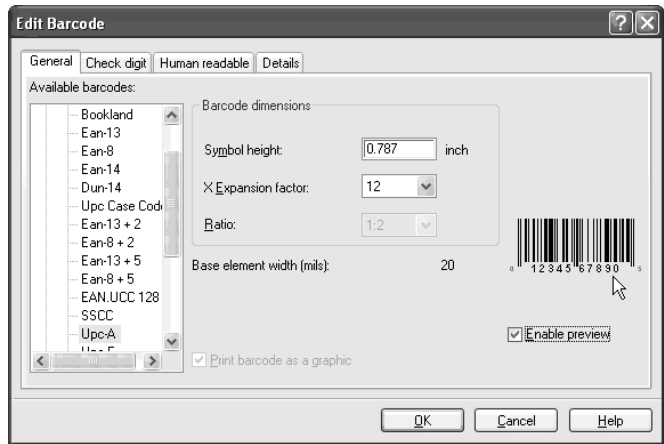 Edit Barcode
General Check digit Human readable Details
Available barcodes:
Bookland
Ean-13
Ean-8
Ean-14
Dun-14
Upc Case Code
Ean-13 + 2
Ean-8 + 2
Ean-13 + 5
Ean-8 + 5
EAN.UCC 128
SSCC
Upc-A
Barcode dimensions
Symbol height: 0.787 inch
X Expansion factor: 12
Ratio: 1:2
Base element width (mils): 20
0 12345 67890 5
Enable preview
Print barcode as a graphic
OK Cancel Help